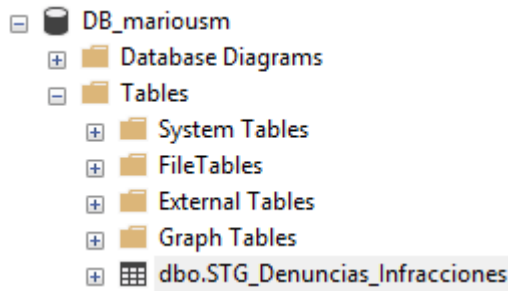 DB_mariousm
Database Diagrams
Tables
System Tables
FileTables
External Tables
Graph Tables
dbo.STG_Denuncias_Infracciones